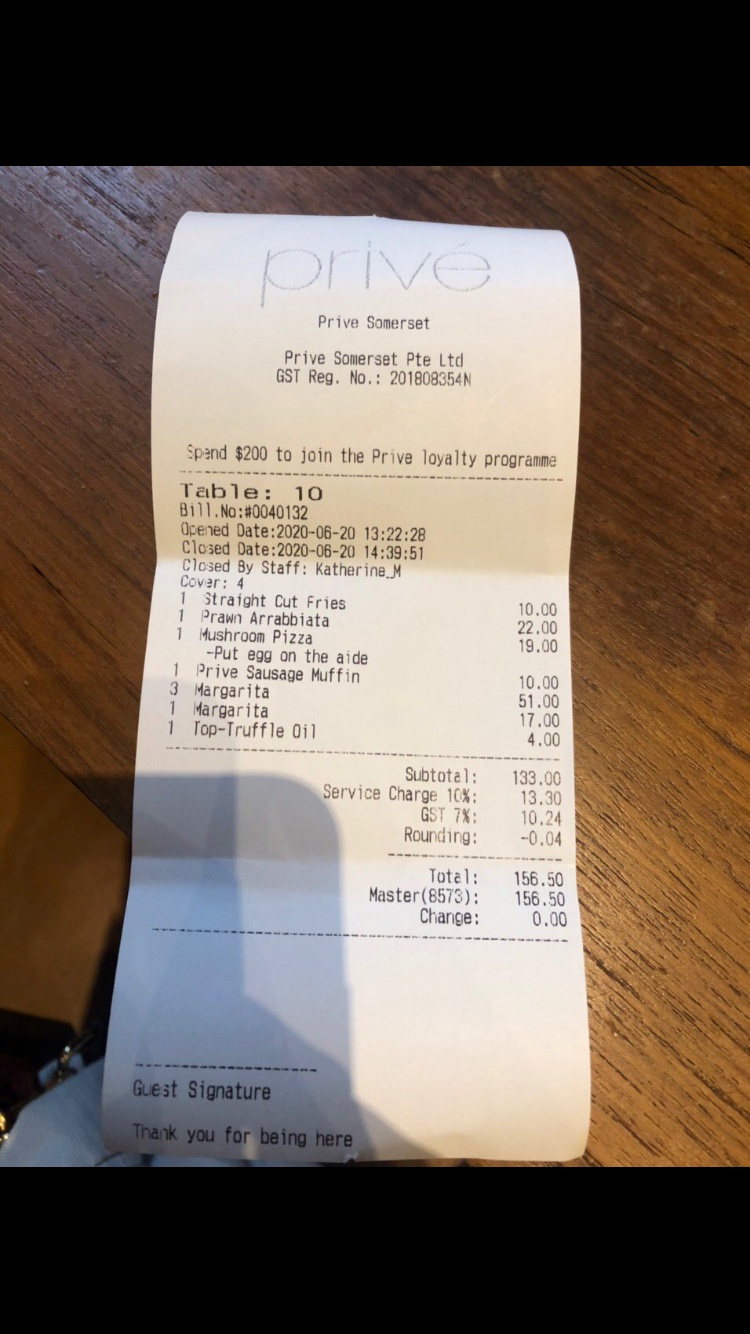 privé
Prive Somerset
Prive Somerset Pte Ltd
GST Reg. No.: 201808354N
Spend $200 to join the Prive loyalty programme
Table: 10
Bill.No:#0040132
Opened Date:2020-06-20 13:22:28
Closed Date:2020-06-20 14:39:51
Closed By Staff: Katherine_M
Cover: 4
1 Straight Cut Fries 10.00
1 Prawn Arrabbiata 22.00
1 Mushroom Pizza 19.00
-Put egg on the aide
1 Prive Sausage Muffin 10.00
3 Margarita 51.00
1 Margarita 17.00
1 Top-Truffle Oil 4.00
Subtotal: 133.00
Service Charge 10%: 13.30
GST 7%: 10.24
Rounding: -0.04
Total: 156.50
Master(8573): 156.50
Change: 0.00
Guest Signature
Thank you for being here